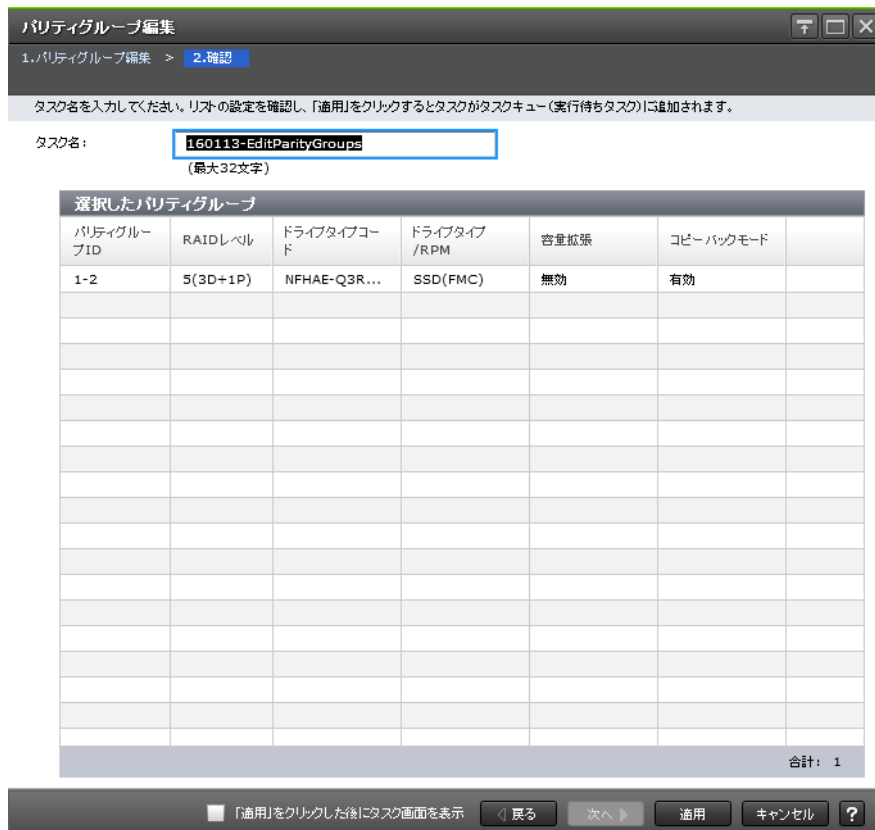 パリティグループ編集
1.パリティグループ編集 > 2.確認
タスク名を入力してください。リストの設定を確認し、「適用」をクリックするとタスクがタスクキュー(実行待ちタスク)に追加されます。
タスク名: 160113-EditParityGroups
(最大32文字)
選択したパリティグループ
パリティグルー
プID
RAIDレベル
ドライブタイプコー
ド
ドライブタイプ
/RPM
容量拡張
コピーバックモード
1-2 5(3D+1P) NFHAE-Q3R... SSD(FMC) 無効 有効
合計: 1
「適用」をクリックした後にタスク画面を表示 戻る 次へ 適用 キャンセル ?